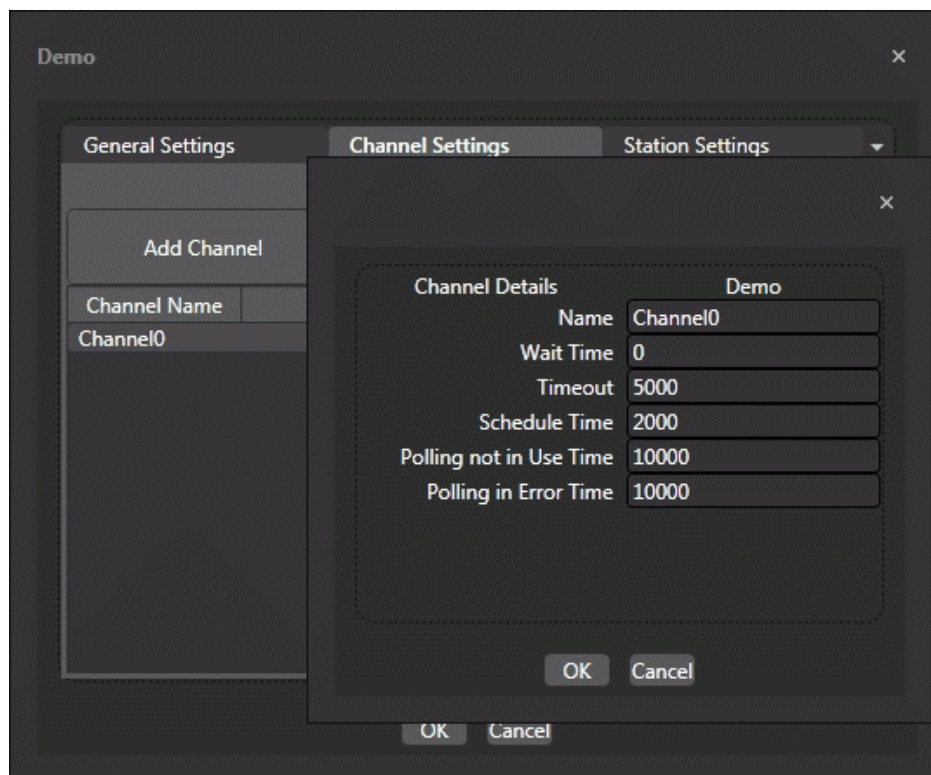 Demo
General Settings Channel Settings Station Settings
Add Channel
Channel Name
Channel0
Channel Details Demo
Name Channel0
Wait Time 0
Timeout 5000
Schedule Time 2000
Polling not in Use Time 10000
Polling in Error Time 10000
OK Cancel
OK Cancel